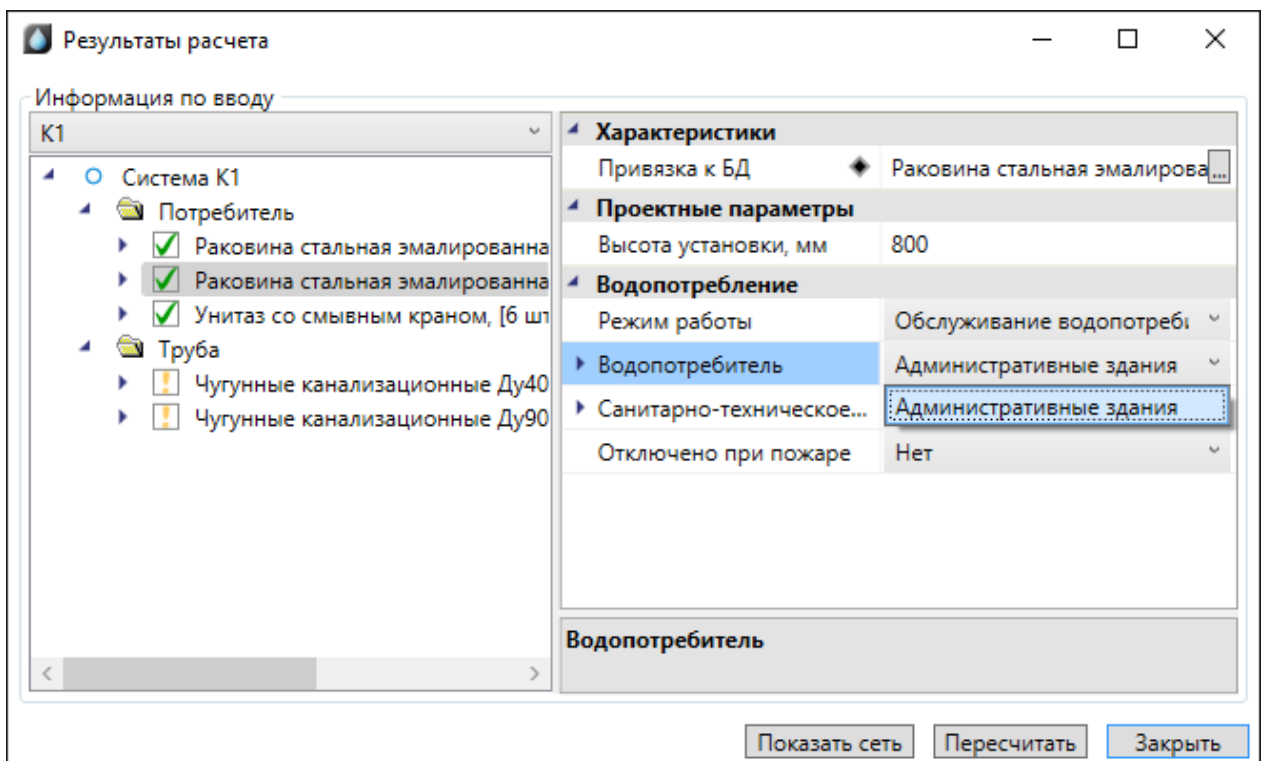 Результаты расчета
Информация по вводу
К1
Система К1
Потребитель
Раковина стальная эмалированна
Раковина стальная эмалированна
Унитаз со смывным краном, [6 шт
Труба
Чугунные канализационные Ду40
Чугунные канализационные Ду90
Характеристики
Привязка к БД Раковина стальная эмалирова ...
Проектные параметры
Высота установки, мм 800
Водопотребление
Режим работы Обслуживание водопотреби
Водопотребитель Административные здания
Санитарно-техническое... Административные здания
Отключено при пожаре Нет
Водопотребитель
Показать сеть Пересчитать Закрыть